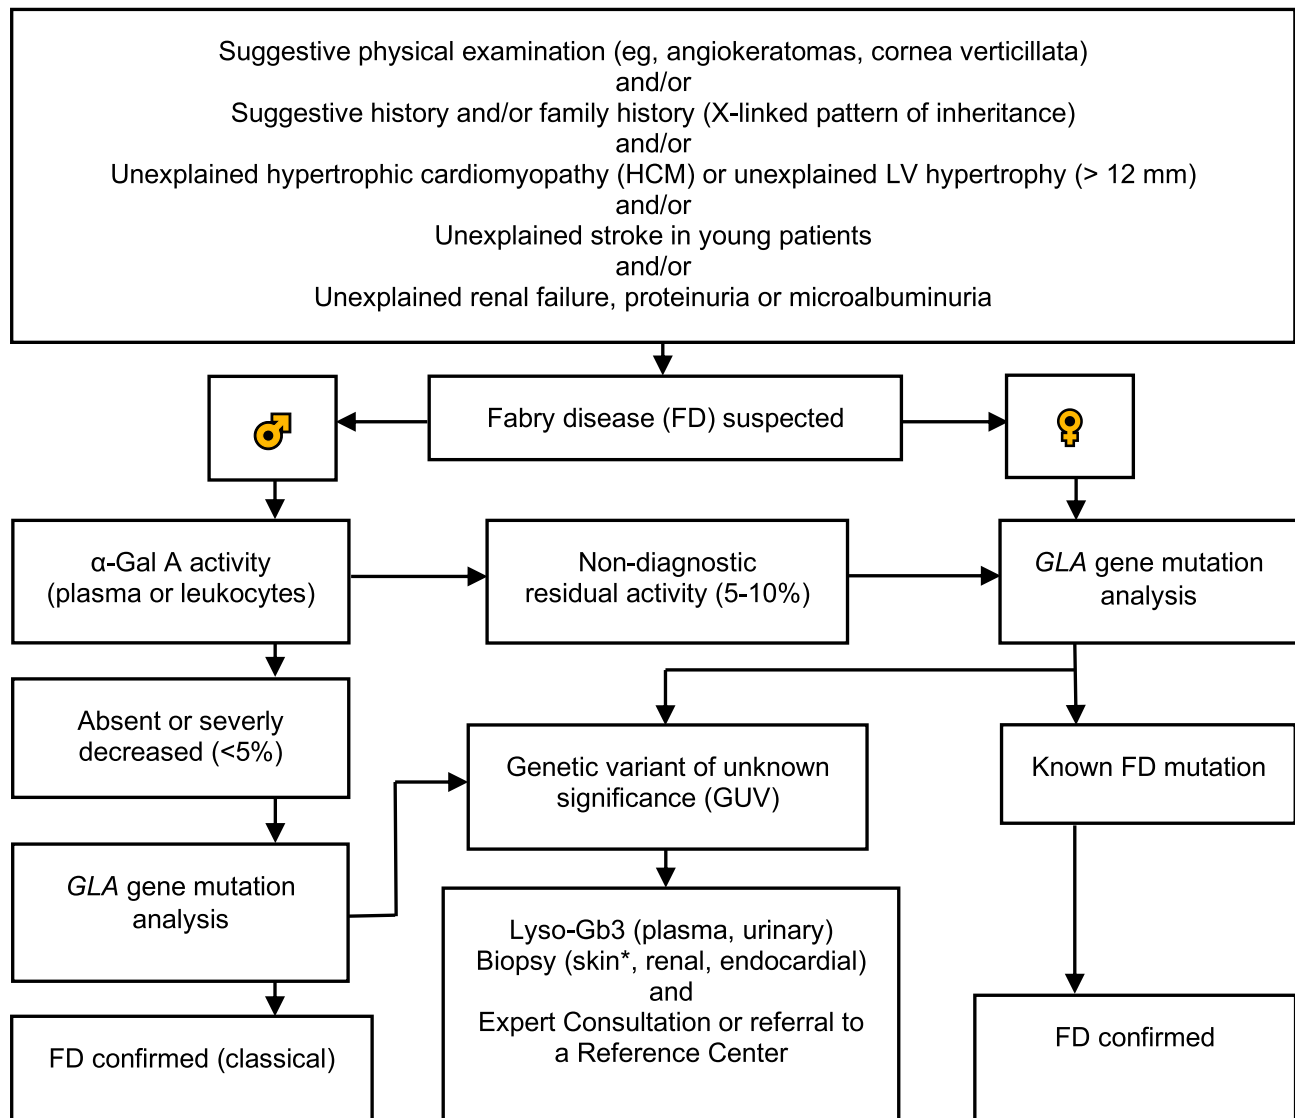 Suggestive physical examination (eg, angiokeratomas, cornea verticillata)
and/or
Suggestive history and/or family history (X-linked pattern of inheritance)
and/or
Unexplained hypertrophic cardiomyopathy (HCM) or unexplained LV hypertrophy (> 12 mm)
and/or
Unexplained stroke in young patients
and/or
Unexplained renal failure, proteinuria or microalbuminuria
Fabry disease (FD) suspected
α-Gal A activity
(plasma or leukocytes)
Non-diagnostic
residual activity (5-10%)
GLA gene mutation
analysis
Absent or severly
decreased (<5%)
Genetic variant of unknown
significance (GUV)
Known FD mutation
GLA gene mutation
analysis
Lyso-Gb3 (plasma, urinary)
Biopsy (skin*, renal, endocardial)
and
Expert Consultation or referral to
a Reference Center
FD confirmed (classical)
FD confirmed